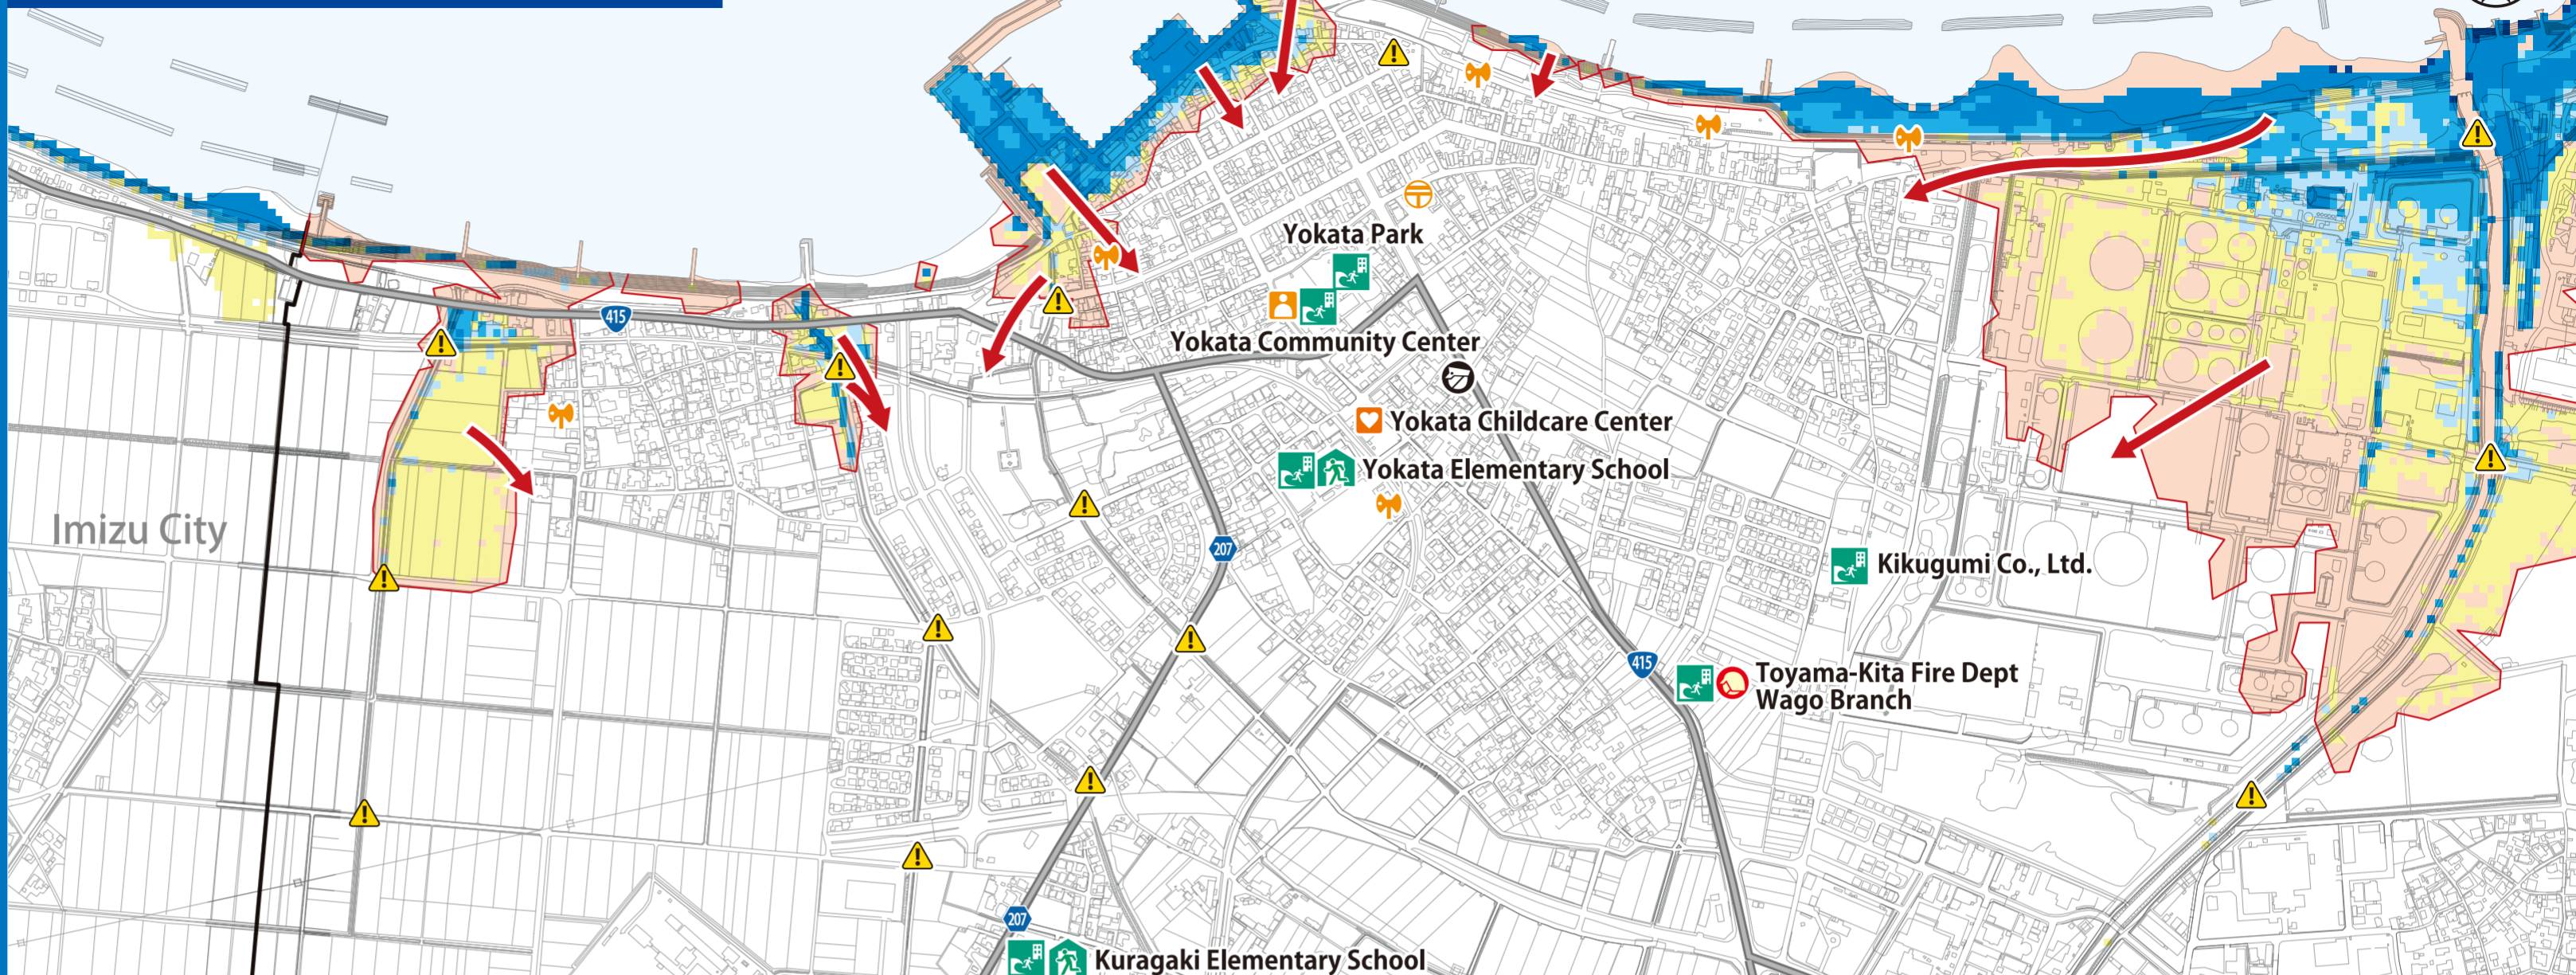 Yokata Park
415
Yokata Community Center
Yokata Childcare Center
Yokata Elementary School
Imizu City
207
Kikugumi Co., Ltd.
415
Toyama-Kita Fire Dept
Wago Branch
207
Kuragaki Elementary School